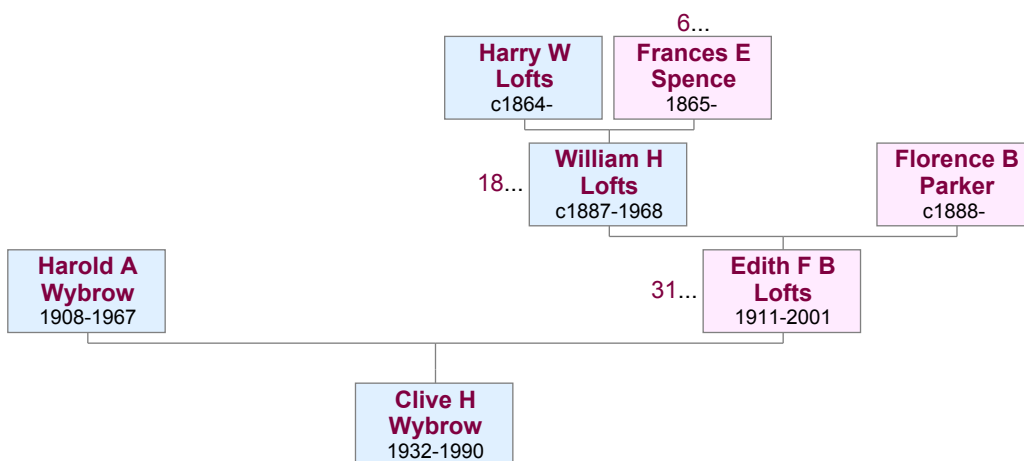 6...
Harry W
Lofts
c1864-
Frances E
Spence
1865-
18...
William H
Lofts
c1887-1968
Florence B
Parker
c1888-
Harold A
Wybrow
1908-1967
31...
Edith F B
Lofts
1911-2001
Clive H
Wybrow
1932-1990